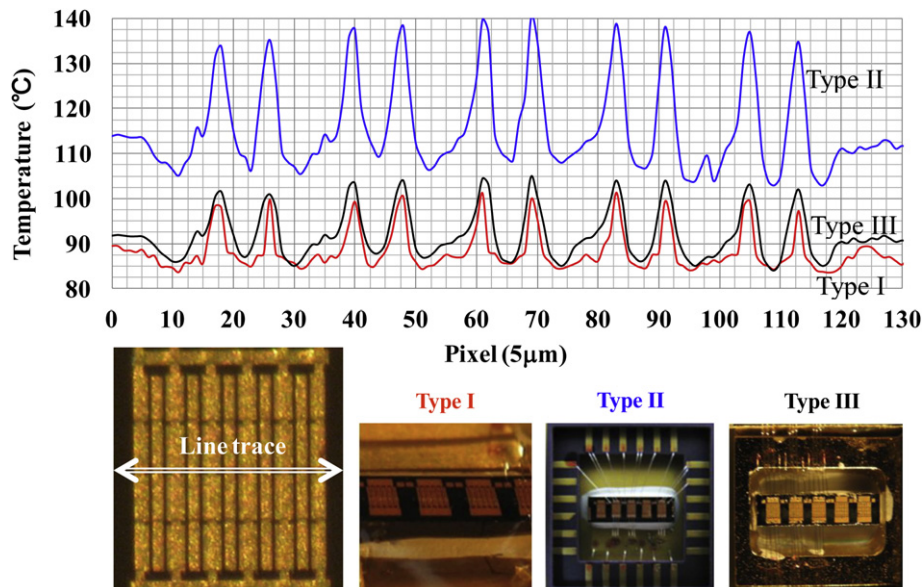 Temperature (℃)
140
130
120
110
100
90
80
Type II
Type III
Type I
0 10 20 30 40 50 60 70 80 90 100 110 120 130
Pixel (5μm)
Line trace
Type I
Type II
Type III